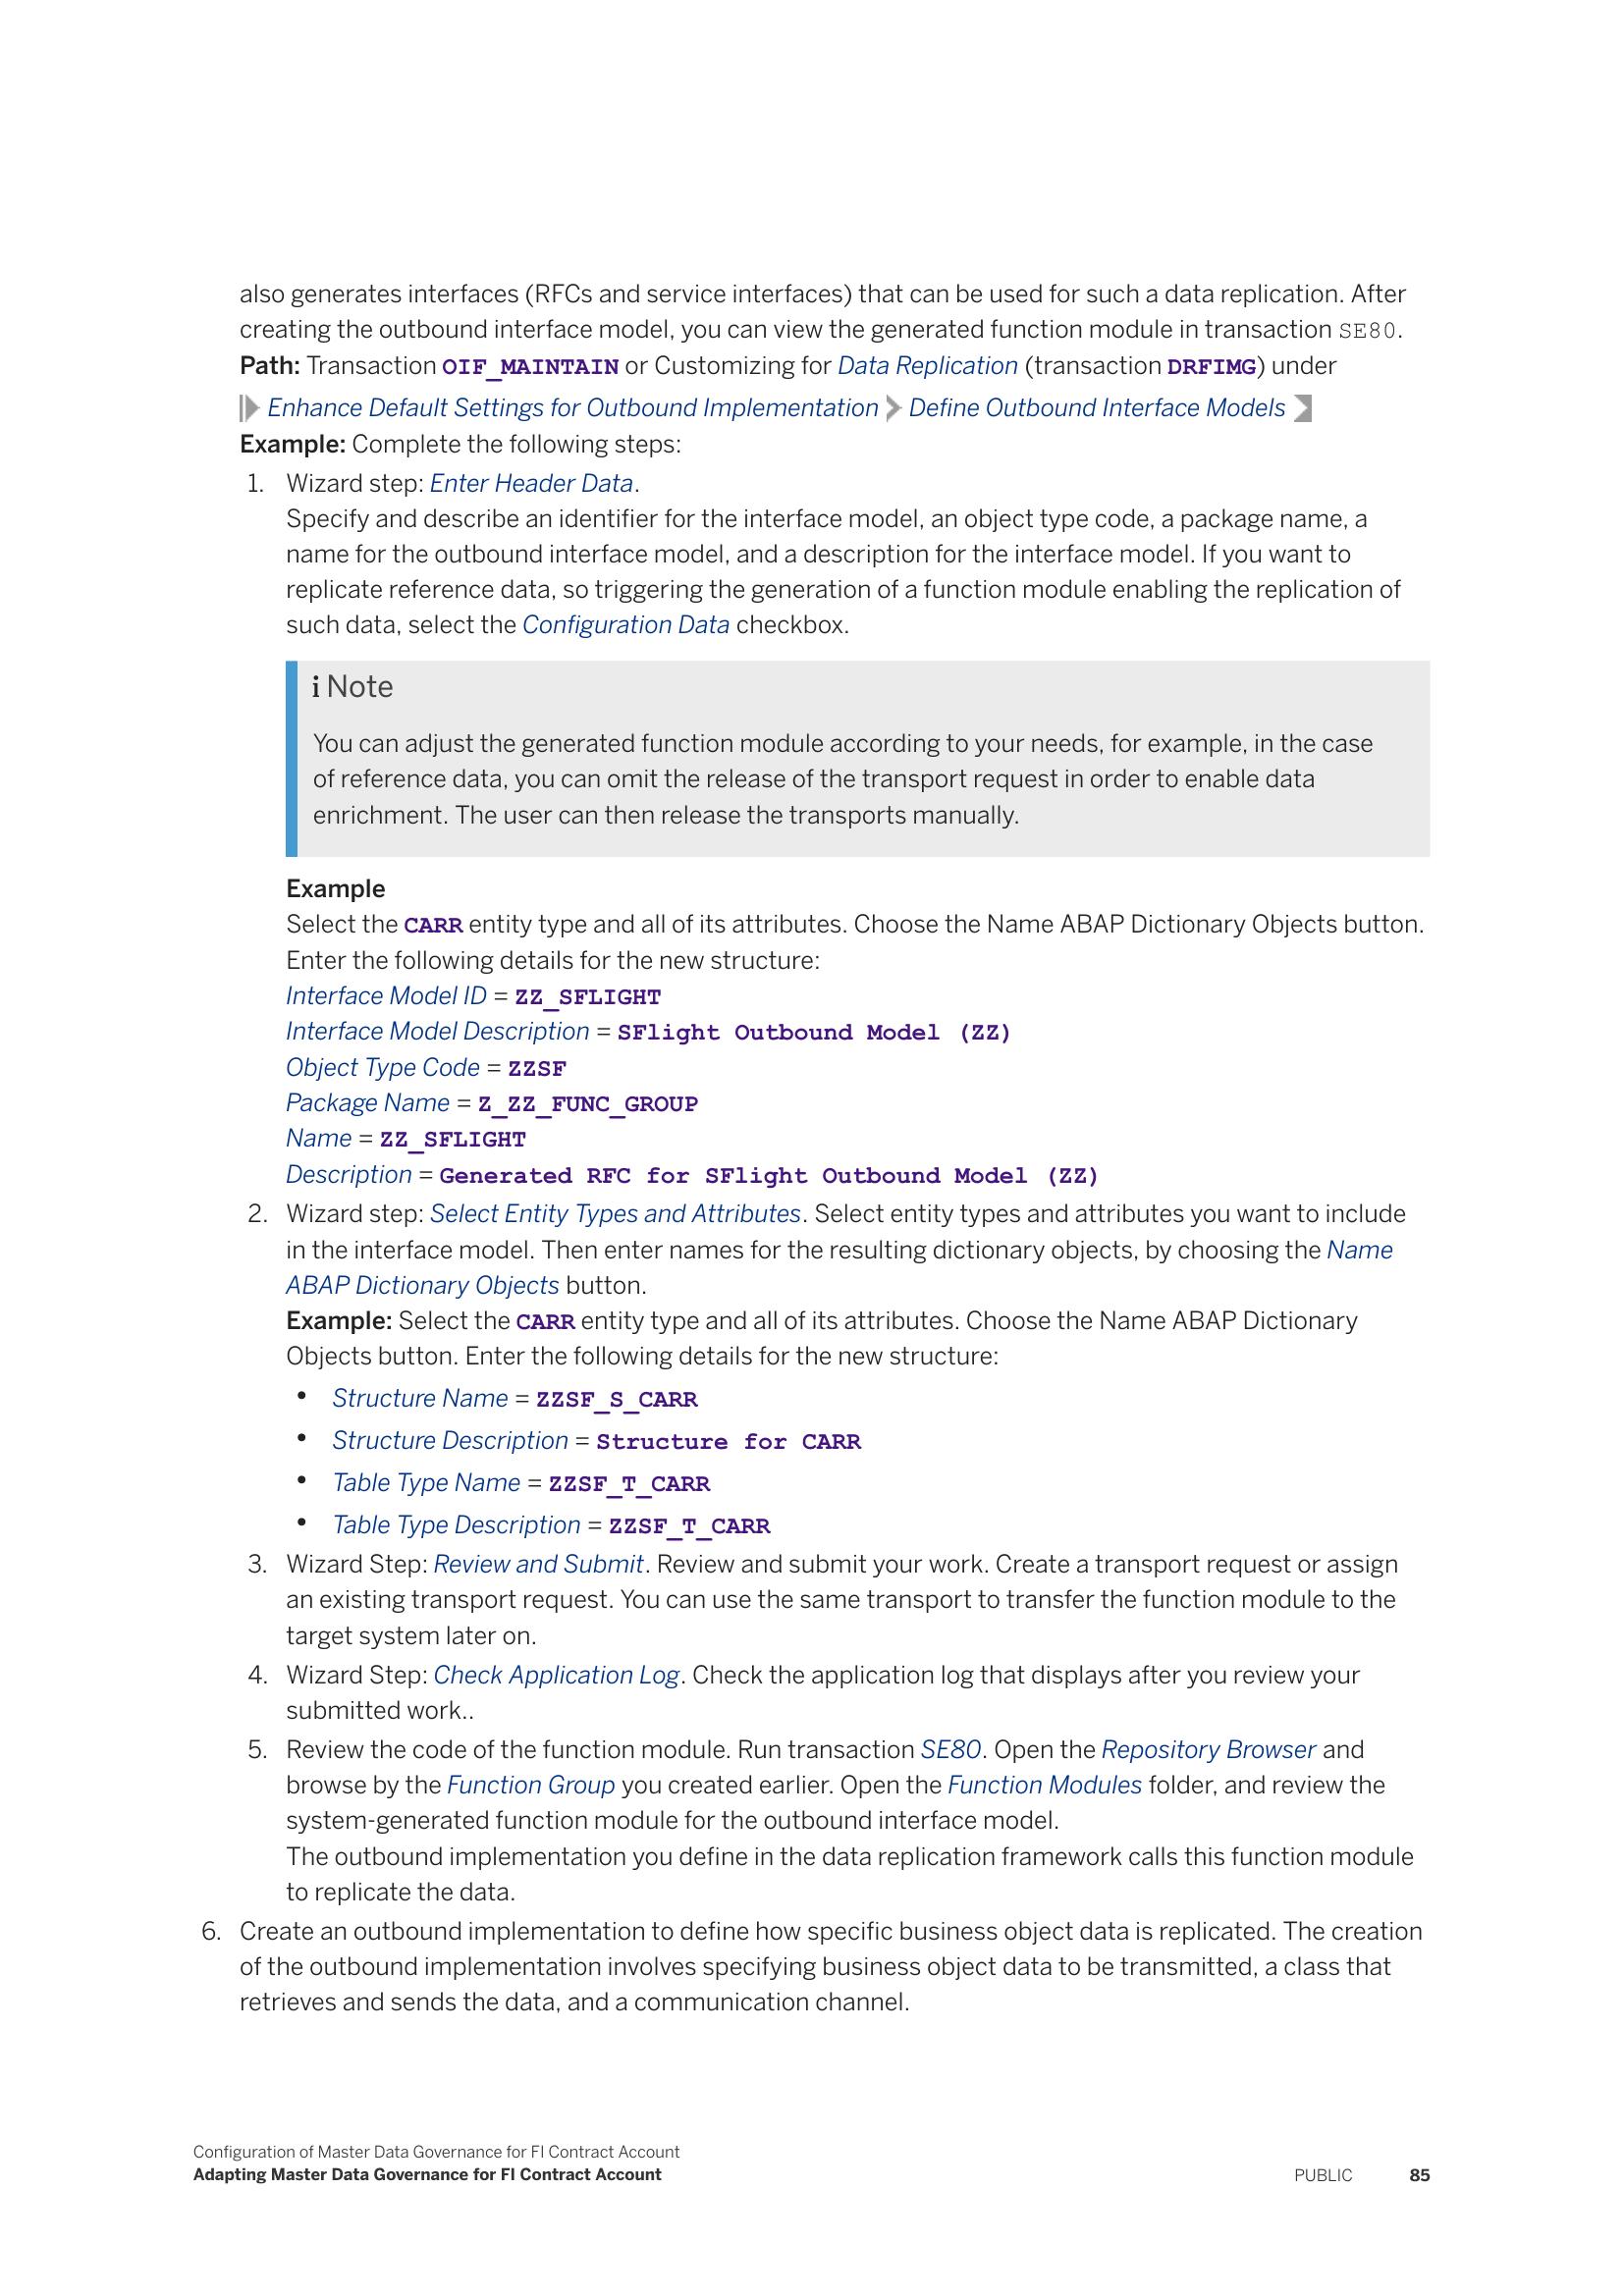 also generates interfaces (RFCs and service interfaces) that can be used for such a data replication. After
creating the outbound interface model, you can view the generated function module in transaction SE80.
Path: Transaction OIF_MAINTAIN or Customizing for Data Replication (transaction DRFIMG) under
Enhance Default Settings for Outbound Implementation Define Outbound Interface Models
Example: Complete the following steps:
1. Wizard step: Enter Header Data.
Specify and describe an identifier for the interface model, an object type code, a package name, a
name for the outbound interface model, and a description for the interface model. If you want to
replicate reference data, so triggering the generation of a function module enabling the replication of
such data, select the Configuration Data checkbox.
i Note
You can adjust the generated function module according to your needs, for example, in the case
of reference data, you can omit the release of the transport request in order to enable data
enrichment. The user can then release the transports manually.
Example
Select the CARR entity type and all of its attributes. Choose the Name ABAP Dictionary Objects button.
Enter the following details for the new structure:
Interface Model ID = ZZ_SFLIGHT
Interface Model Description = SFlight Outbound Model (ZZ)
Object Type Code = ZZSF
Package Name = Z_ZZ_FUNC_GROUP
Name = ZZ_SFLIGHT
Description = Generated RFC for SFlight Outbound Model (ZZ)
2. Wizard step: Select Entity Types and Attributes. Select entity types and attributes you want to include
in the interface model. Then enter names for the resulting dictionary objects, by choosing the Name
ABAP Dictionary Objects button.
Example: Select the CARR entity type and all of its attributes. Choose the Name ABAP Dictionary
Objects button. Enter the following details for the new structure:
• Structure Name = ZZSF_S_CARR
• Structure Description = Structure for CARR
• Table Type Name = ZZSF_T_CARR
• Table Type Description = ZZSF_T_CARR
3. Wizard Step: Review and Submit. Review and submit your work. Create a transport request or assign
an existing transport request. You can use the same transport to transfer the function module to the
target system later on.
4. Wizard Step: Check Application Log. Check the application log that displays after you review your
submitted work..
5. Review the code of the function module. Run transaction SE80. Open the Repository Browser and
browse by the Function Group you created earlier. Open the Function Modules folder, and review the
system-generated function module for the outbound interface model.
The outbound implementation you define in the data replication framework calls this function module
to replicate the data.
6. Create an outbound implementation to define how specific business object data is replicated. The creation
of the outbound implementation involves specifying business object data to be transmitted, a class that
retrieves and sends the data, and a communication channel.
Configuration of Master Data Governance for FI Contract Account
Adapting Master Data Governance for FI Contract Account
PUBLIC 85